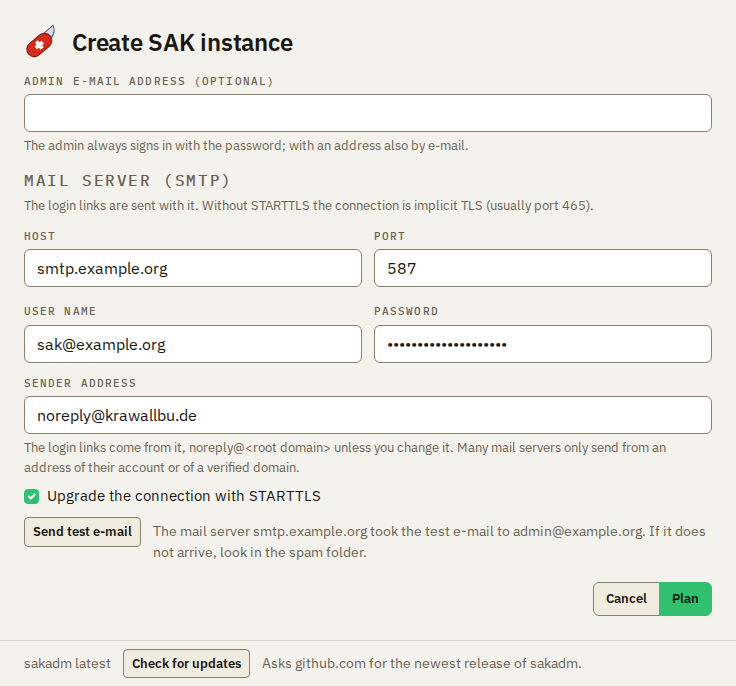 Create SAK instance
ADMIN E-MAIL ADDRESS (OPTIONAL)
The admin always signs in with the password; with an address also by e-mail.
MAIL SERVER (SMTP)
The login links are sent with it. Without STARTTLS the connection is implicit TLS (usually port 465).
HOST PORT
smtp.example.org 587
USER NAME PASSWORD
sak@example.org ••••••••••••••••••••
SENDER ADDRESS
noreply@krawallbu.de
The login links come from it, noreply@<root domain> unless you change it. Many mail servers only send from an
address of their account or of a verified domain.
Upgrade the connection with STARTTLS
Send test e-mail The mail server smtp.example.org took the test e-mail to admin@example.org. If it does
not arrive, look in the spam folder.
Cancel Plan
sakadm latest Check for updates Asks github.com for the newest release of sakadm.